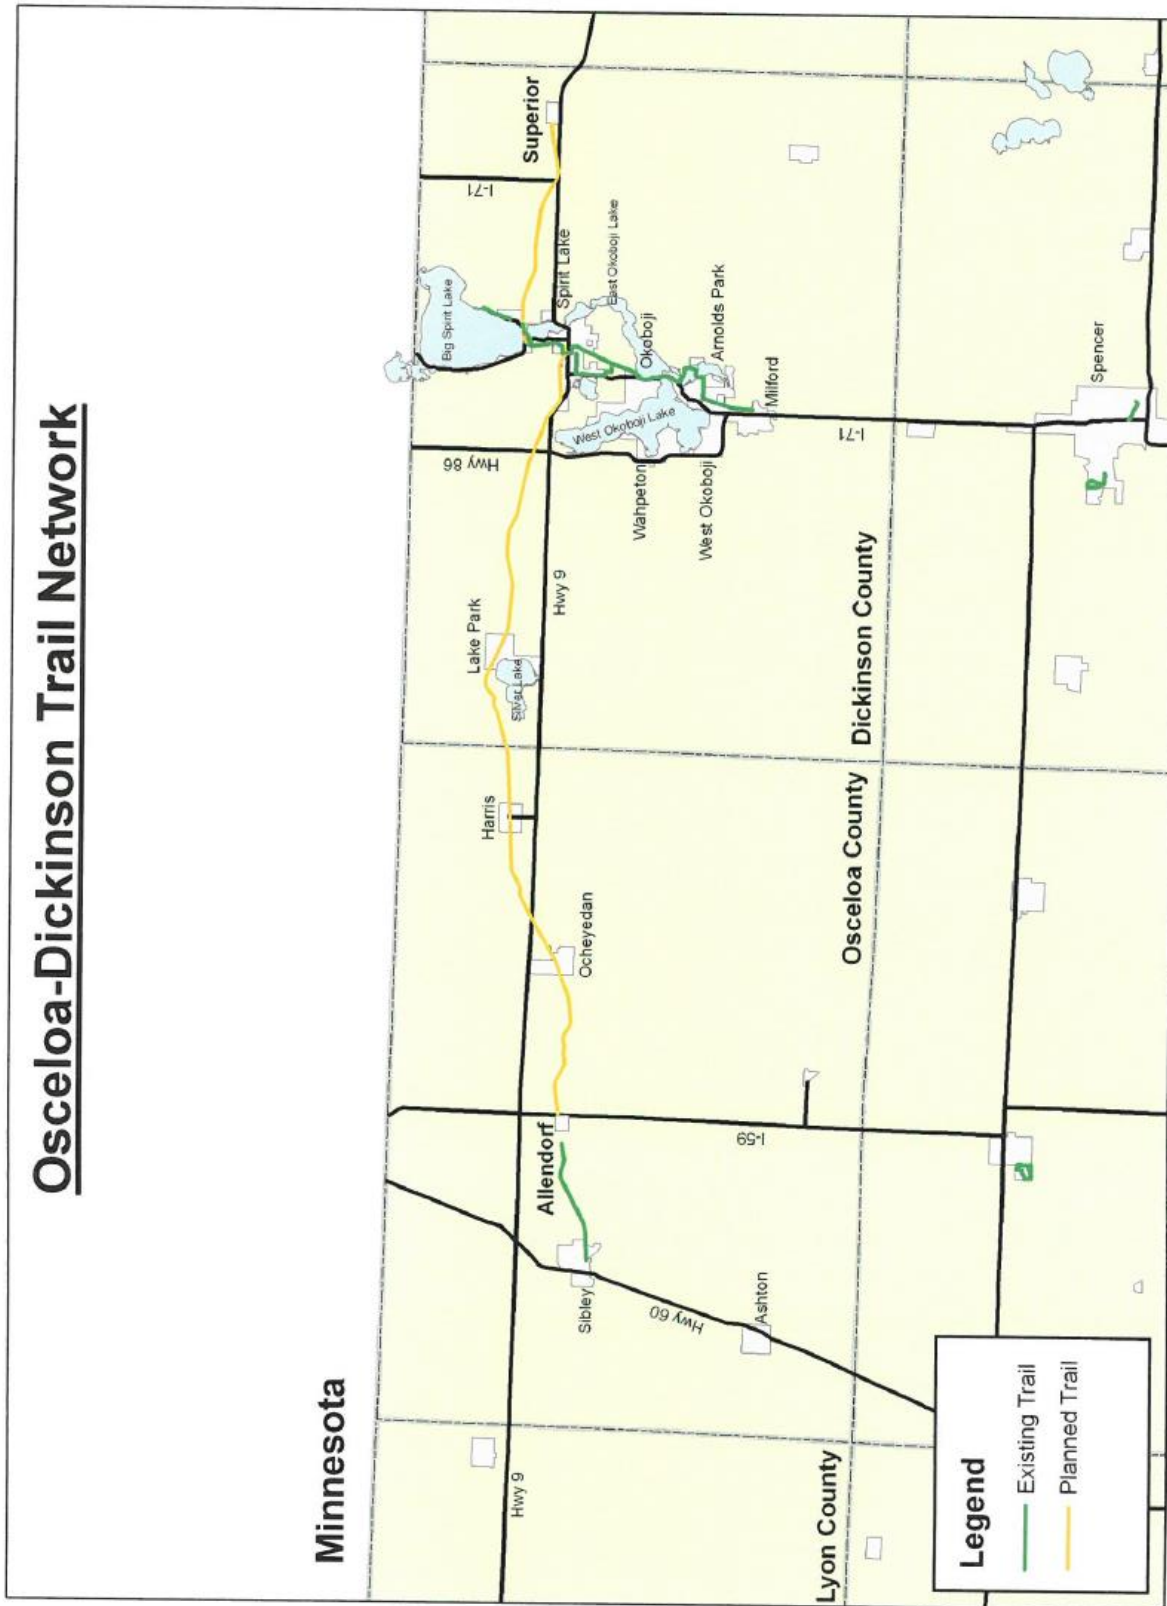 Osceloa-Dickinson Trail Network
Minnesota
Superior
I-71
Big Spirit Lake
Spirit Lake
East Okoboji Lake
Okoboji
Arnolds Park
Milford
West Okoboji Lake
Hwy 86
Wahpeton
West Okoboji
I-71
Spencer
Hwy 9
Lake Park
Silver Lake
Dickinson County
Harris
Osceloa County
Ocheyedan
Allendorf
I-59
Sibley
Hwy 60
Ashton
Hwy 9
Lyon County
Legend
Existing Trail
Planned Trail